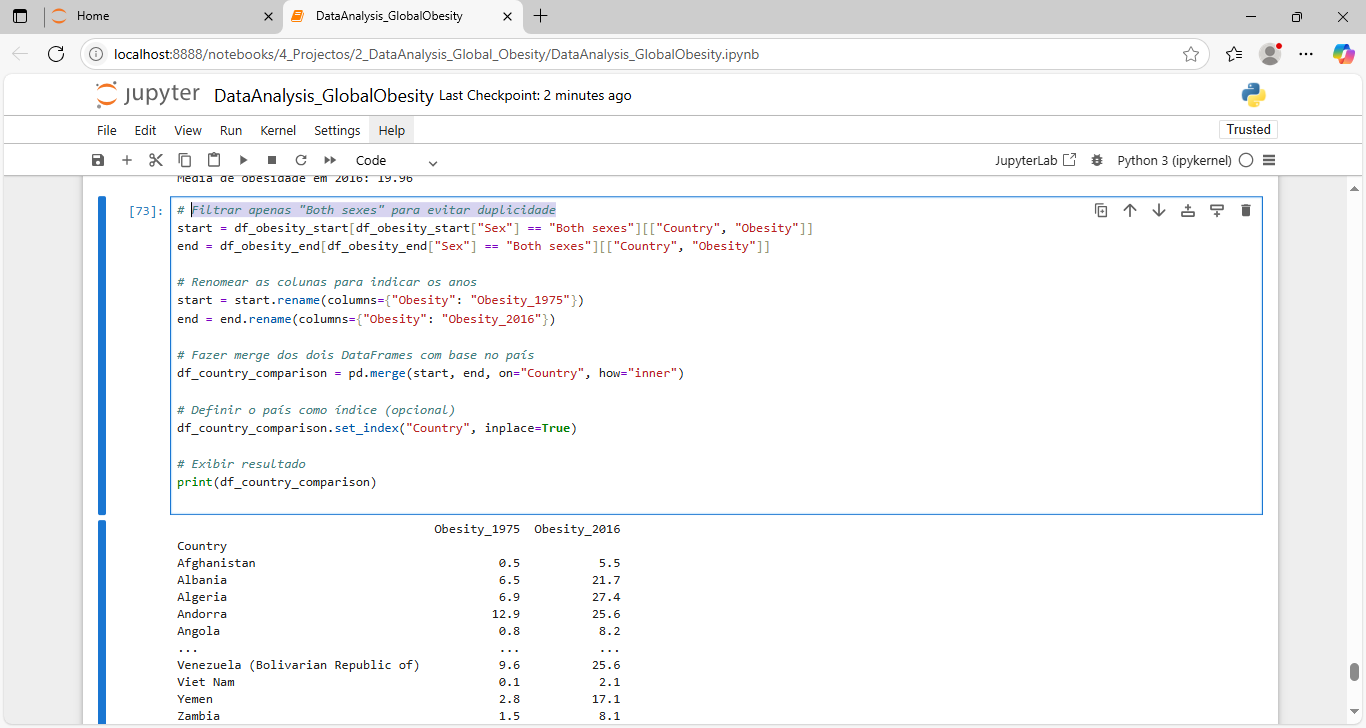 Home
DataAnalysis_GlobalObesity
localhost:8888/notebooks/4_Projectos/2_DataAnalysis_Global_Obesity/DataAnalysis_GlobalObesity.ipynb
jupyter DataAnalysis_GlobalObesity Last Checkpoint: 2 minutes ago
File Edit View Run Kernel Settings Help
Trusted
Code
JupyterLab
Python 3 (ipykernel)
Média de obesidade em 2016: 19.96
[73]:
# Filtrar apenas "Both sexes" para evitar duplicidade
start = df_obesity_start[df_obesity_start["Sex"] == "Both sexes"][["Country", "Obesity"]]
end = df_obesity_end[df_obesity_end["Sex"] == "Both sexes"][["Country", "Obesity"]]
# Renomear as colunas para indicar os anos
start = start.rename(columns={"Obesity": "Obesity_1975"})
end = end.rename(columns={"Obesity": "Obesity_2016"})
# Fazer merge dos dois DataFrames com base no país
df_country_comparison = pd.merge(start, end, on="Country", how="inner")
# Definir o país como índice (opcional)
df_country_comparison.set_index("Country", inplace=True)
# Exibir resultado
print(df_country_comparison)
Obesity_1975 Obesity_2016
Country
Afghanistan 0.5 5.5
Albania 6.5 21.7
Algeria 6.9 27.4
Andorra 12.9 25.6
Angola 0.8 8.2
... ... ...
Venezuela (Bolivarian Republic of) 9.6 25.6
Viet Nam 0.1 2.1
Yemen 2.8 17.1
Zambia 1.5 8.1